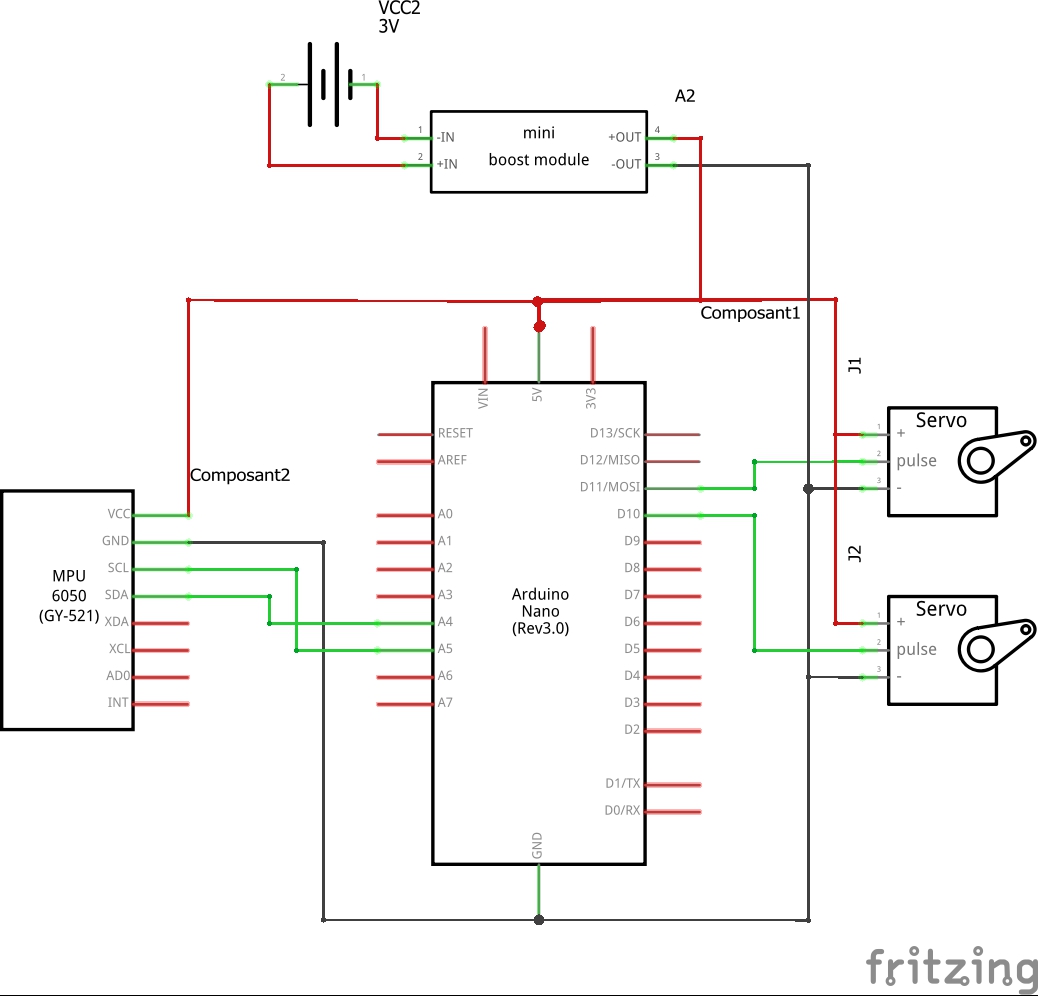 VCC2
3V
2
1
A2
1
-IN
mini
+OUT
4
2
+IN
boost module
-OUT
3
Composant1
J1
VIN
5V
3V3
Servo
RESET
D13/SCK
1
+
AREF
D12/MISO
2
pulse
Composant2
D11/MOSI
3
-
VCC
A0
D10
GND
A1
D9
J2
SCL
A2
D8
MPU
6050
(GY-521)
SDA
A3
D7
Arduino
Nano
(Rev3.0)
Servo
XDA
A4
D6
1
+
XCL
A5
D5
2
pulse
AD0
A6
D4
3
-
INT
A7
D3
D2
D1/TX
D0/RX
GND
fritzing